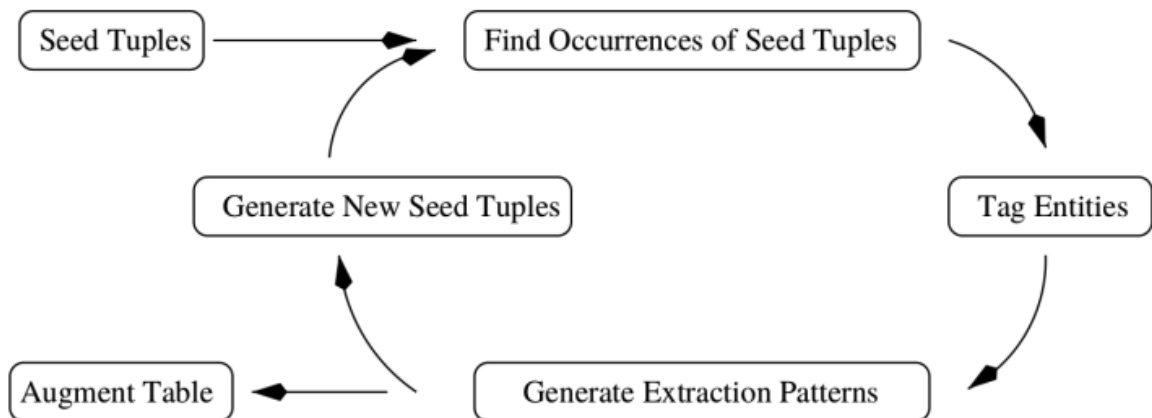 Seed Tuples
Find Occurrences of Seed Tuples
Generate New Seed Tuples
Tag Entities
Augment Table
Generate Extraction Patterns